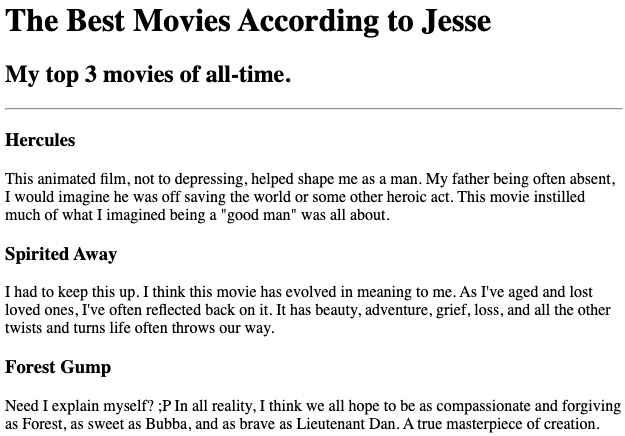 The Best Movies According to Jesse
My top 3 movies of all-time.
Hercules
This animated film, not to depressing, helped shape me as a man. My father being often absent,
I would imagine he was off saving the world or some other heroic act. This movie instilled
much of what I imagined being a "good man" was all about.
Spirited Away
I had to keep this up. I think this movie has evolved in meaning to me. As I've aged and lost
loved ones, I've often reflected back on it. It has beauty, adventure, grief, loss, and all the other
twists and turns life often throws our way.
Forest Gump
Need I explain myself? ;P In all reality, I think we all hope to be as compassionate and forgiving
as Forest, as sweet as Bubba, and as brave as Lieutenant Dan. A true masterpiece of creation.